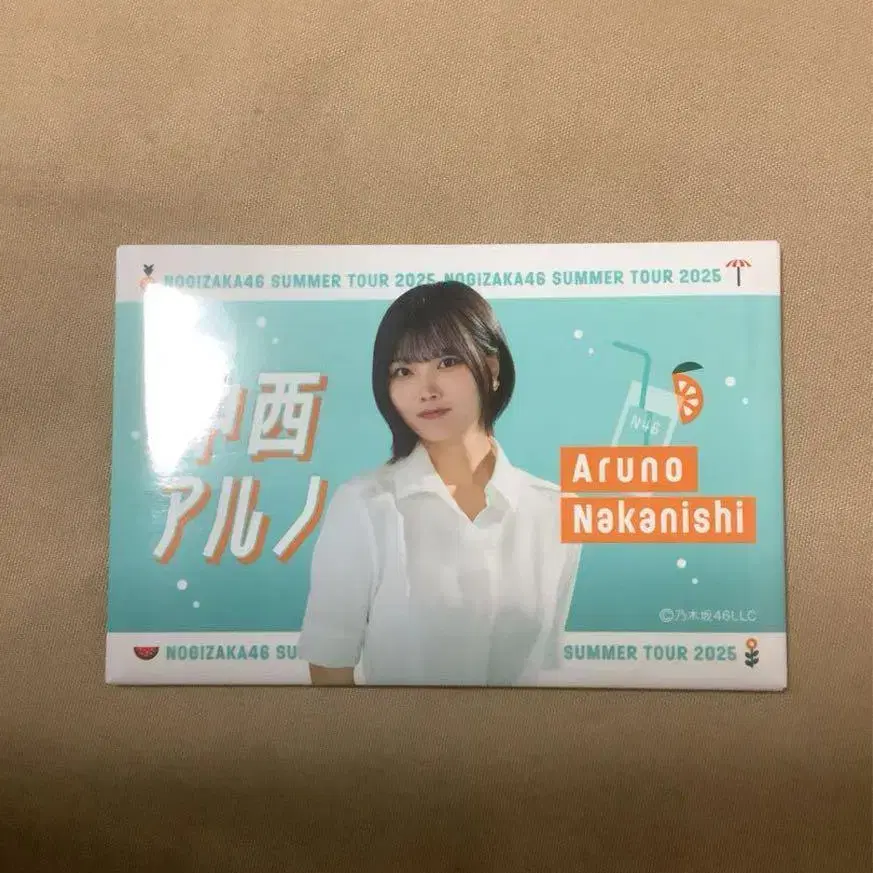 NOGIZAKA46 SUMMER TOUR 2025 NOGIZAKA46 SUMMER TOUR 2025
中西
アルノ
N46
Aruno
Nakanishi
©乃木坂46LLC
NOGIZAKA46 SU
SUMMER TOUR 2025